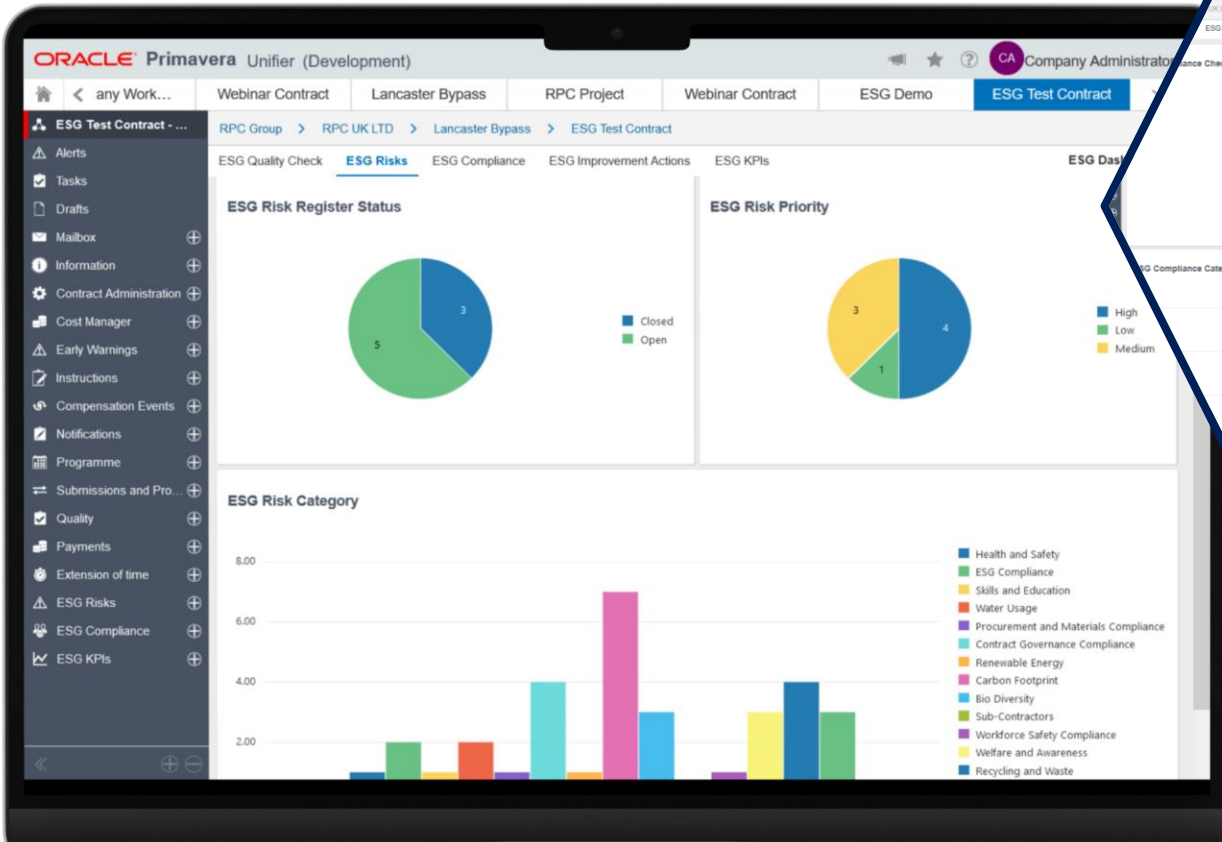 ORACLE Primavera Unifier (Development)
CA Company Administrator
any Work...
Webinar Contract
Lancaster Bypass
RPC Project
Webinar Contract
ESG Demo
ESG Test Contract
ESG Test Contract - ...
RPC Group > RPC UK LTD > Lancaster Bypass > ESG Test Contract
Alerts
Tasks
Drafts
Mailbox
Information
Contract Administration
Cost Manager
Early Warnings
Instructions
Compensation Events
Notifications
Programme
Submissions and Pro...
Quality
Payments
Extension of time
ESG Risks
ESG Compliance
ESG KPIs
ESG Quality Check
ESG Risks
ESG Compliance
ESG Improvement Actions
ESG KPIs
ESG Das
ESG Risk Register Status
3
5
Closed
Open
ESG Risk Priority
3
4
1
High
Low
Medium
ESG Risk Category
8.00
6.00
4.00
2.00
Health and Safety
ESG Compliance
Skills and Education
Water Usage
Procurement and Materials Compliance
Contract Governance Compliance
Renewable Energy
Carbon Footprint
Bio Diversity
Sub-Contractors
Workforce Safety Compliance
Welfare and Awareness
Recycling and Waste
ESG
Compliance